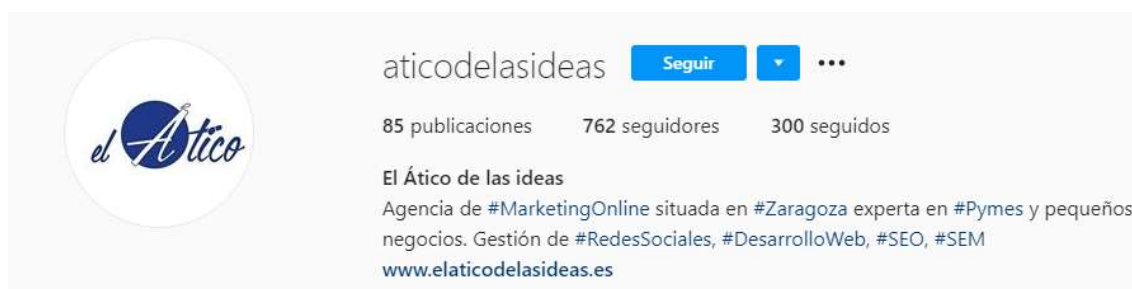 el Ático
aticodelasideas Seguir
85 publicaciones 762 seguidores 300 seguidos
El Ático de las ideas
Agencia de #MarketingOnline situada en #Zaragoza experta en #Pymes y pequeños
negocios. Gestión de #RedesSociales, #DesarrolloWeb, #SEO, #SEM
www.elaticodelasideas.es